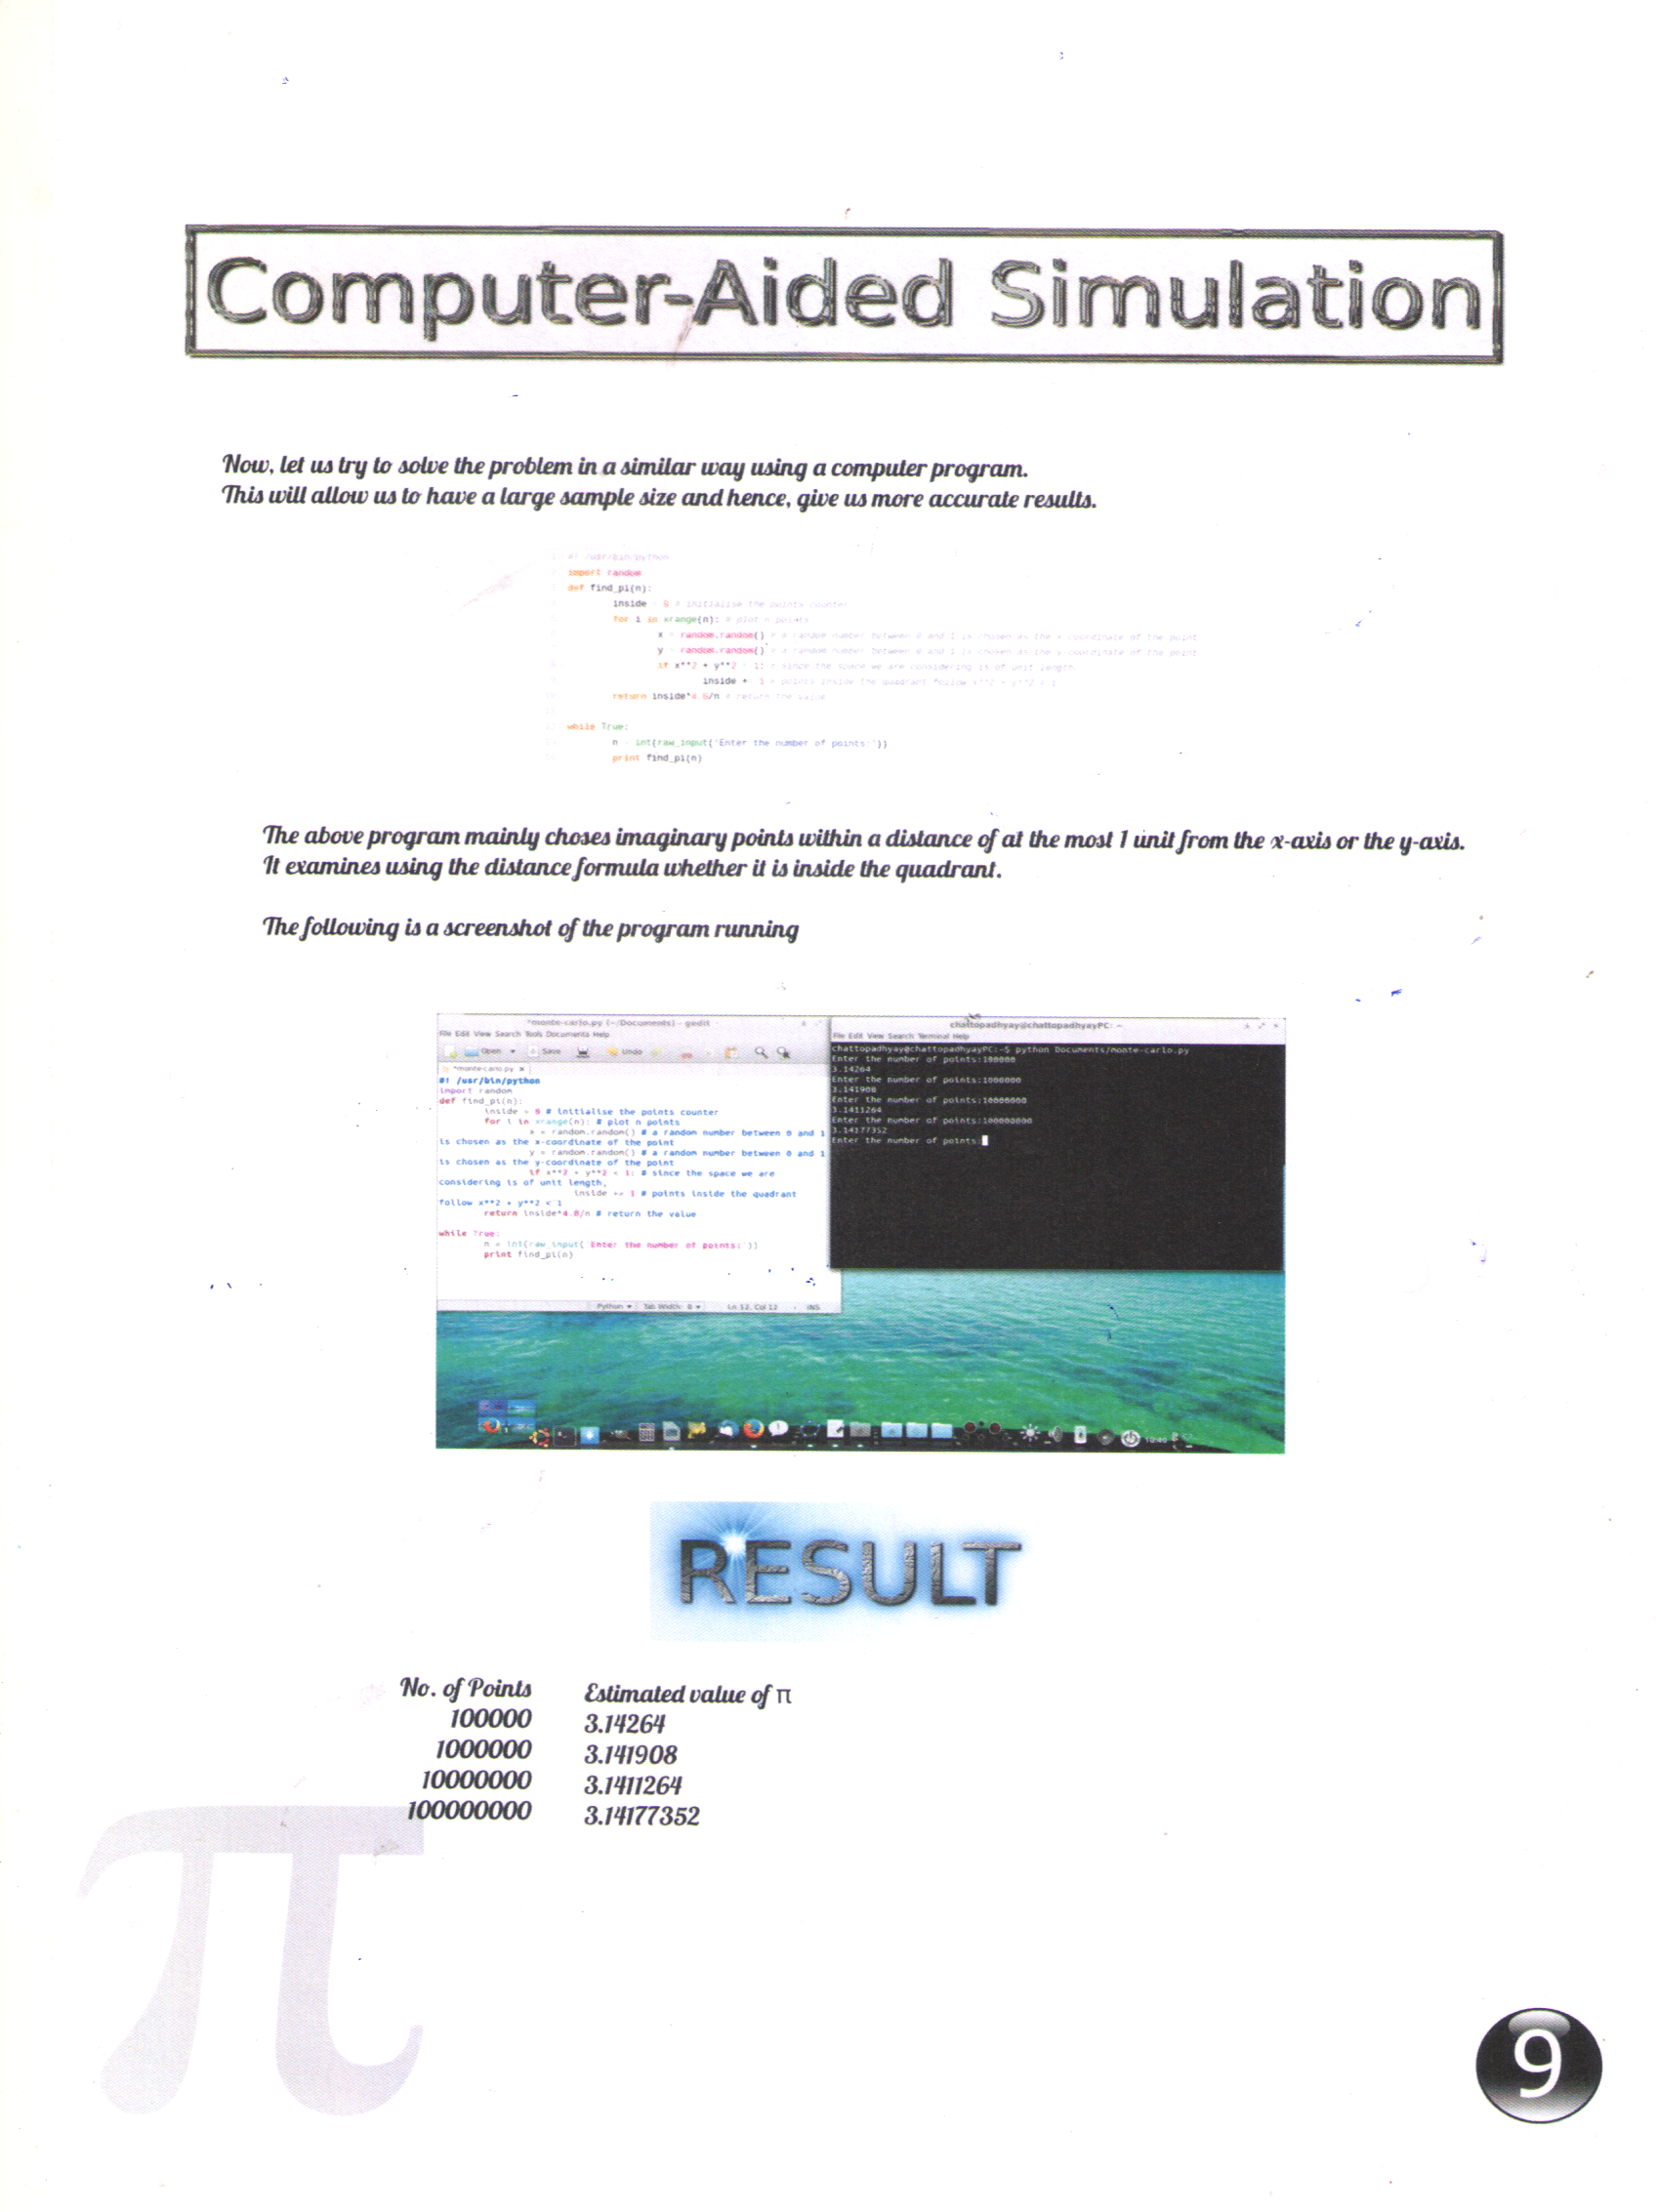 Computer-Aided Simulation
Now, let us try to solve the problem in a similar way using a computer program.
This will allow us to have a large sample size and hence, give us more accurate results.
#! /usr/bin/python
import random
def find_pi(n):
inside = 0 # initialise the points counter
for i in xrange(n): # plot n points
x = random.random() # a random number between 0 and 1 is chosen as the x-coordinate of the point
y = random.random() # a random number between 0 and 1 is chosen as the y-coordinate of the point
if x**2 + y**2 < 1: # since the space we are considering is of unit length,
inside += 1 # points inside the quadrant follow x**2 + y**2 < 1
return inside*4.0/n # return the value
while True:
n = int(raw_input('Enter the number of points:'))
print find_pi(n)
The above program mainly choses imaginary points within a distance of at the most 1 unit from the x-axis or the y-axis.
It examines using the distance formula whether it is inside the quadrant.
The following is a screenshot of the program running
*monte-carlo.py (~/Documents) - gedit
File Edit View Search Tools Documents Help
Open Save Undo
*monte-carlo.py ×
#! /usr/bin/python
import random
def find_pi(n):
inside = 0 # initialise the points counter
for i in xrange(n): # plot n points
x = random.random() # a random number between 0 and 1
is chosen as the x-coordinate of the point
y = random.random() # a random number between 0 and 1
is chosen as the y-coordinate of the point
if x**2 + y**2 < 1: # since the space we are
considering is of unit length,
inside += 1 # points inside the quadrant
follow x**2 + y**2 < 1
return inside*4.0/n # return the value
while True:
n = int(raw_input('Enter the number of points:'))
print find_pi(n)
Python Tab Width: 8 Ln 12, Col 12 INS
chattopadhyay@chattopadhyayPC: ~
File Edit View Search Terminal Help
chattopadhyay@chattopadhyayPC:~$ python Documents/monte-carlo.py
Enter the number of points:100000
3.14264
Enter the number of points:1000000
3.141908
Enter the number of points:10000000
3.1411264
Enter the number of points:100000000
3.14177352
Enter the number of points:
RESULT
No. of Points Estimated value of π
100000 3.14264
1000000 3.141908
10000000 3.1411264
100000000 3.14177352
π
9